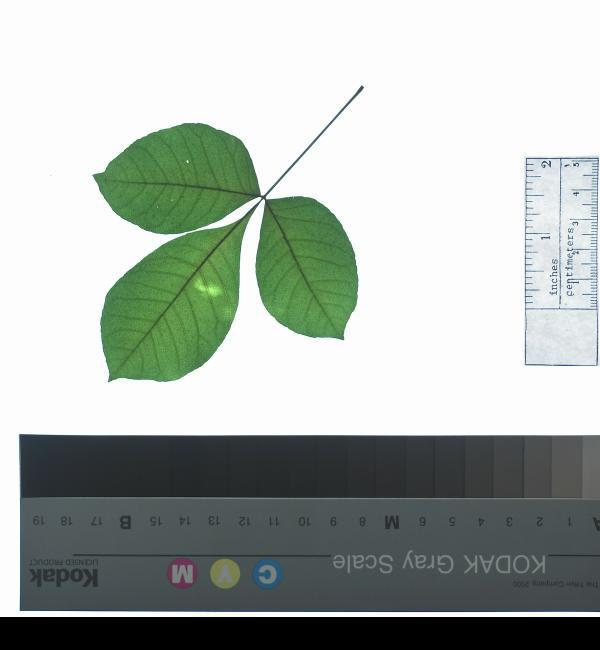 2
1
inches
5
4
3
2
1
centimeters
A 1 2 3 4 5 6 M 8 9 10 11 12 13 14 15 B 17 18 19
KODAK Gray Scale
C Y M
Kodak
LICENSED PRODUCT
The Tiffen Company 2000